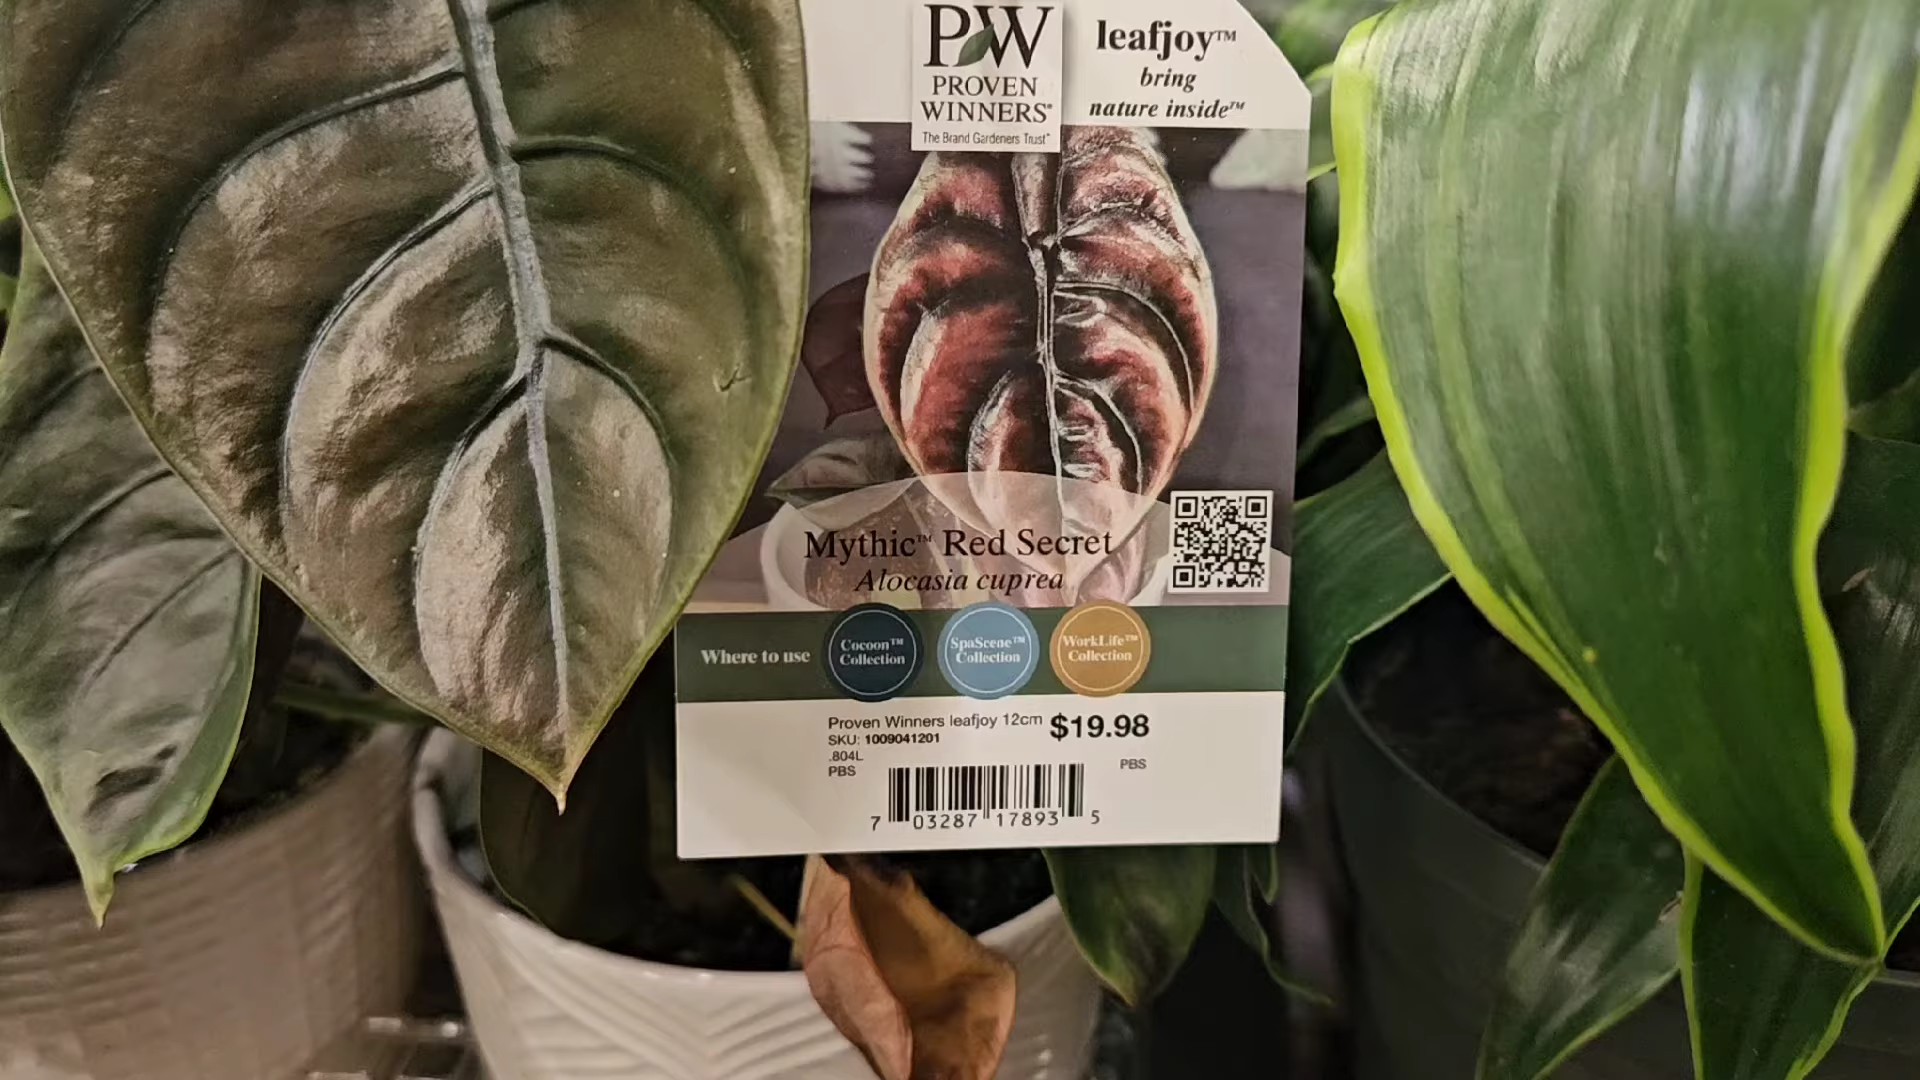 PW
PROVEN
WINNERS®
The Brand Gardeners Trust™
leafjoy™
bring
nature inside™
Mythic™ Red Secret
Alocasia cuprea
Where to use
Cocoon™
Collection
SpaScene™
Collection
WorkLife™
Collection
Proven Winners leafjoy 12cm $19.98
SKU: 1009041201
.804L
PBS PBS
7 03287 17893 5